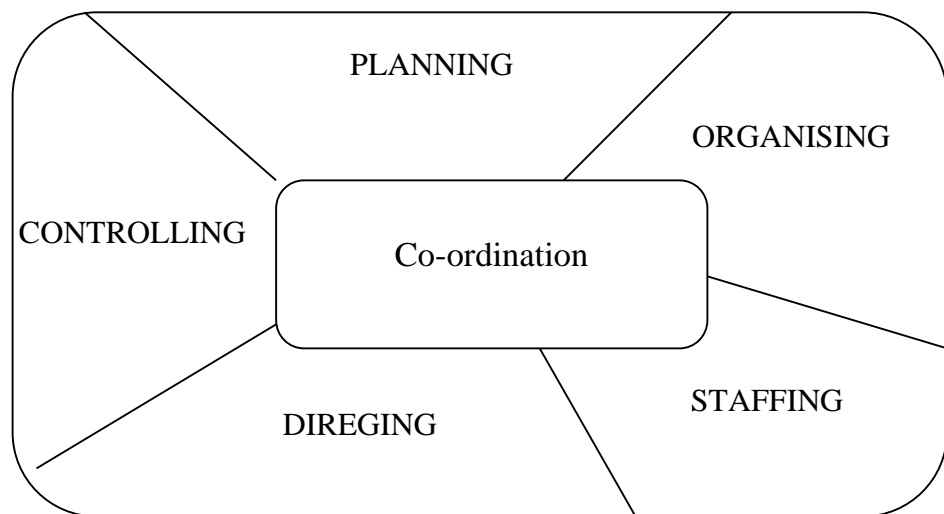 PLANNING
ORGANISING
CONTROLLING
Co-ordination
STAFFING
DIREGING